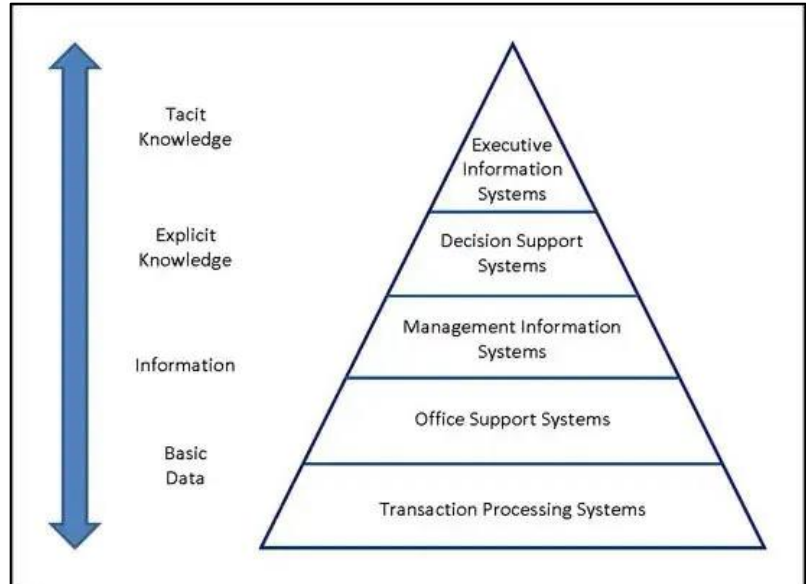 Tacit
Knowledge
Explicit
Knowledge
Information
Basic
Data
Executive
Information
Systems
Decision Support
Systems
Management Information
Systems
Office Support Systems
Transaction Processing Systems